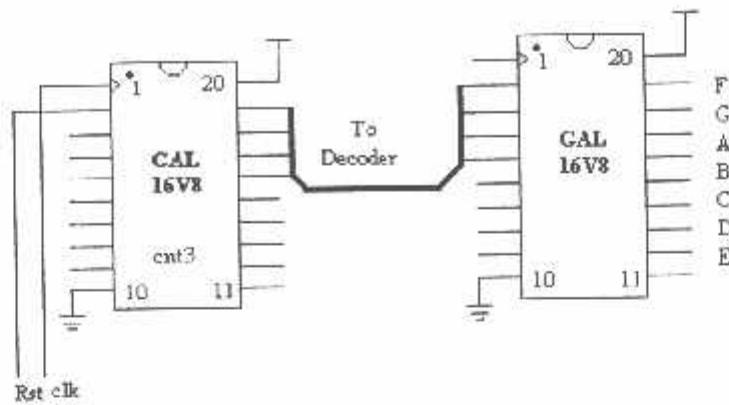 1 20
CAL
16V8
cnt3
10 11
Rst clk
To
Decoder
1 20
GAL
16V8
10 11
F
G
A
B
C
D
E